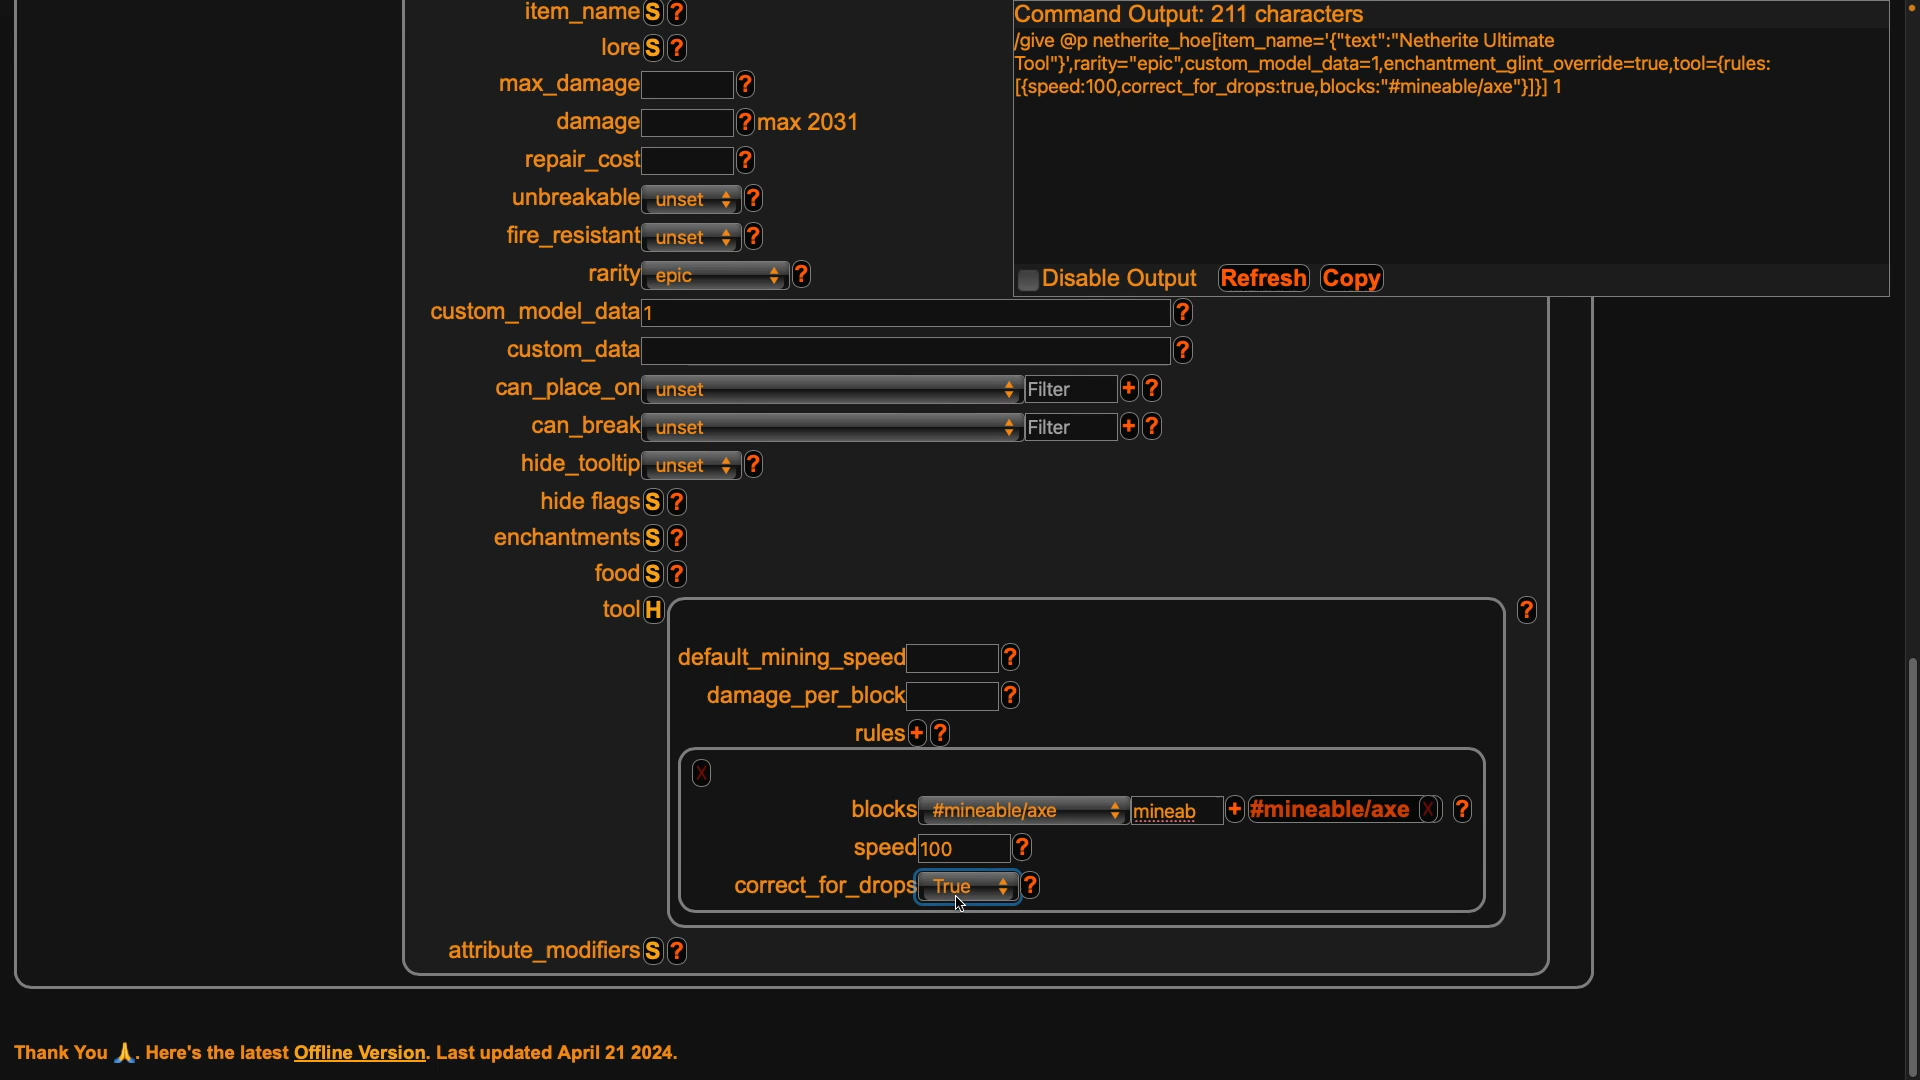 item_name S ?
lore S ?
max_damage ?
damage ? max 2031
repair_cost ?
unbreakable unset ?
fire_resistant unset ?
rarity epic ?
custom_model_data 1 ?
custom_data ?
can_place_on unset Filter + ?
can_break unset Filter + ?
hide_tooltip unset ?
hide flags S ?
enchantments S ?
food S ?
tool H ?
default_mining_speed ?
damage_per_block ?
rules + ?
X
blocks #mineable/axe mineab + #mineable/axe X ?
speed 100 ?
correct_for_drops True ?
attribute_modifiers S ?
Command Output: 211 characters
/give @p netherite_hoe[item_name='{"text":"Netherite Ultimate
Tool"}',rarity="epic",custom_model_data=1,enchantment_glint_override=true,tool={rules:
[{speed:100,correct_for_drops:true,blocks:"#mineable/axe"}]}] 1
Disable Output Refresh Copy
Thank You 🙏. Here's the latest Offline Version. Last updated April 21 2024.